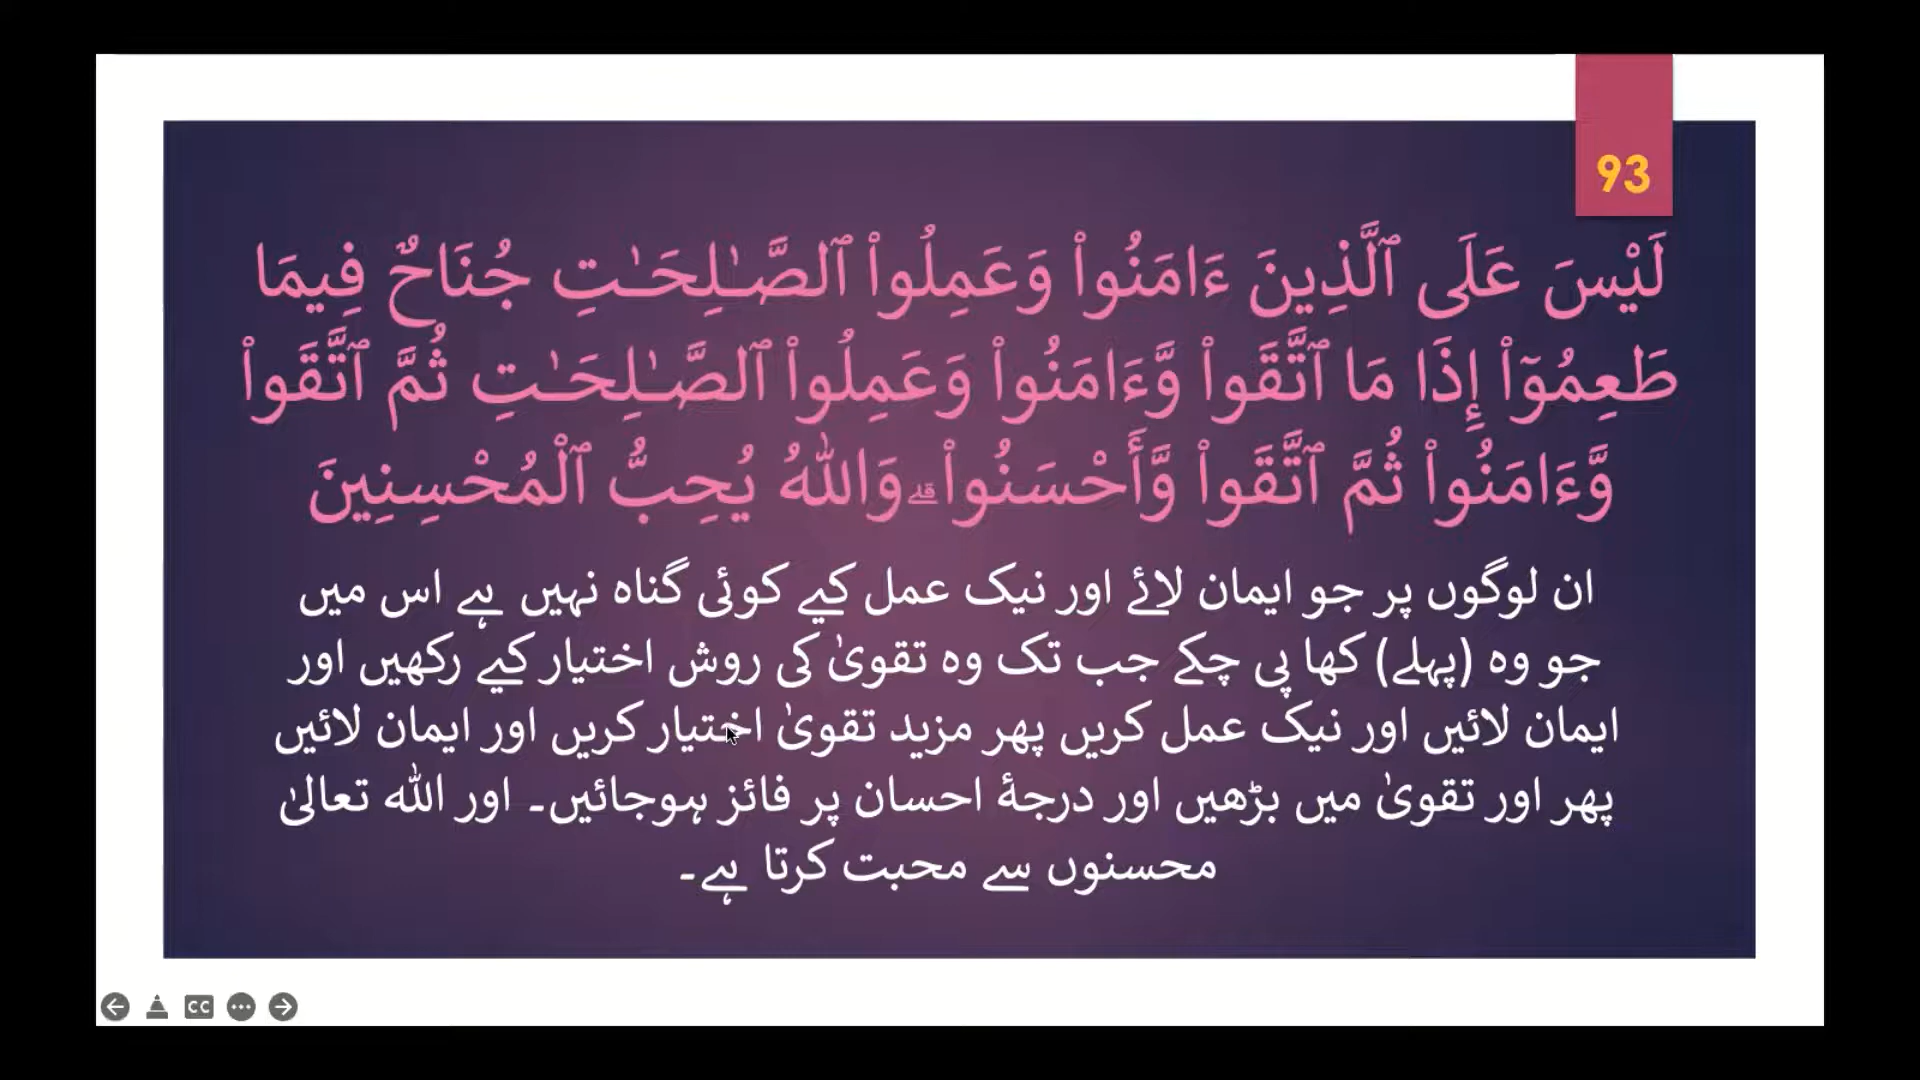 93
لَيْسَ عَلَى ٱلَّذِينَ ءَامَنُوا۟ وَعَمِلُوا۟ ٱلصَّـٰلِحَـٰتِ جُنَاحٌ فِيمَا
طَعِمُوٓا۟ إِذَا مَا ٱتَّقَوا۟ وَّءَامَنُوا۟ وَعَمِلُوا۟ ٱلصَّـٰلِحَـٰتِ ثُمَّ ٱتَّقَوا۟
وَّءَامَنُوا۟ ثُمَّ ٱتَّقَوا۟ وَّأَحْسَنُوا۟ ۗ وَاللهُ يُحِبُّ ٱلْمُحْسِنِينَ
ان لوگوں پر جو ایمان لائے اور نیک عمل کیے کوئی گناہ نہیں ہے اس میں
جو وہ (پہلے) کھا پی چکے جب تک وہ تقویٰ کی روش اختیار کیے رکھیں اور
ایمان لائیں اور نیک عمل کریں پھر مزید تقویٰ اختیار کریں اور ایمان لائیں
پھر اور تقویٰ میں بڑھیں اور درجۂ احسان پر فائز ہوجائیں۔ اور اللہ تعالیٰ
محسنوں سے محبت کرتا ہے۔
CC